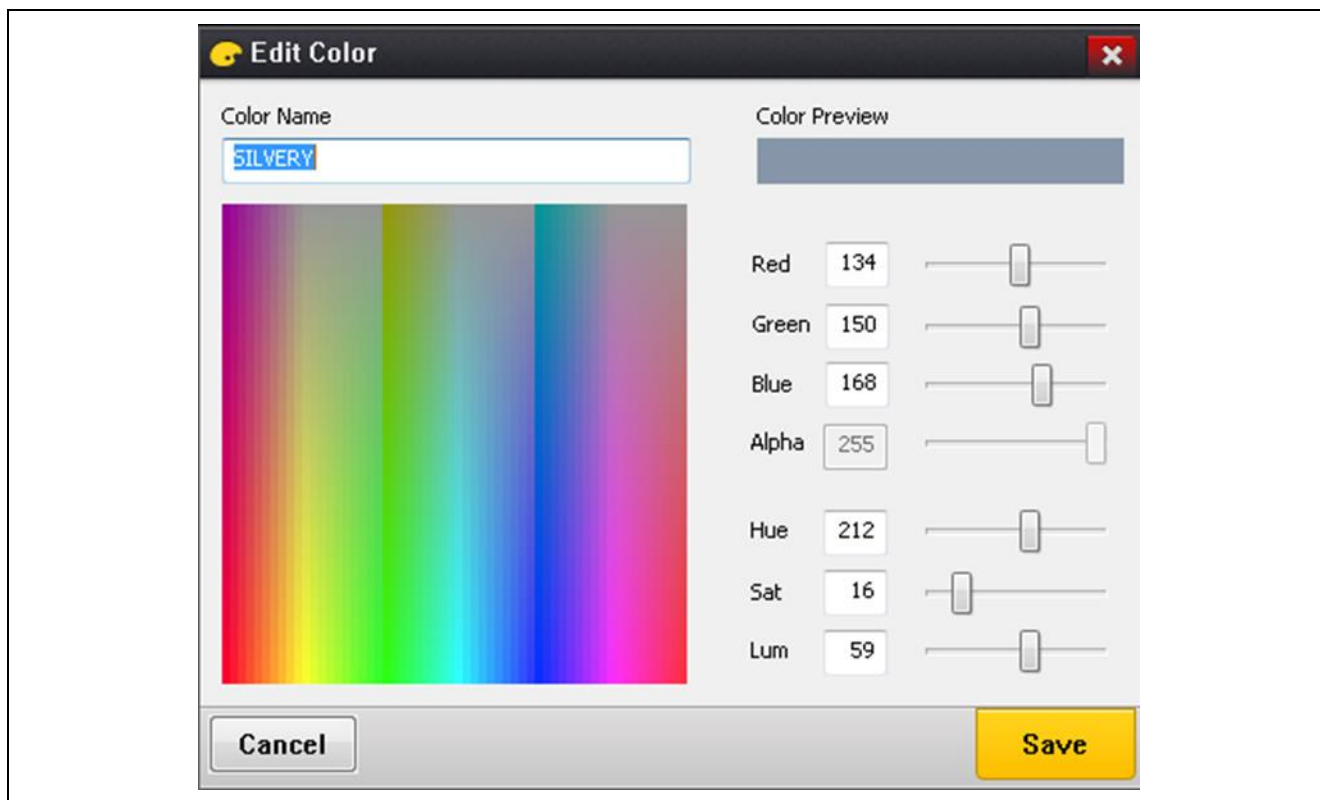 Edit Color
Color Name
Color Preview
SILVERY
Red 134
Green 150
Blue 168
Alpha 255
Hue 212
Sat 16
Lum 59
Cancel
Save